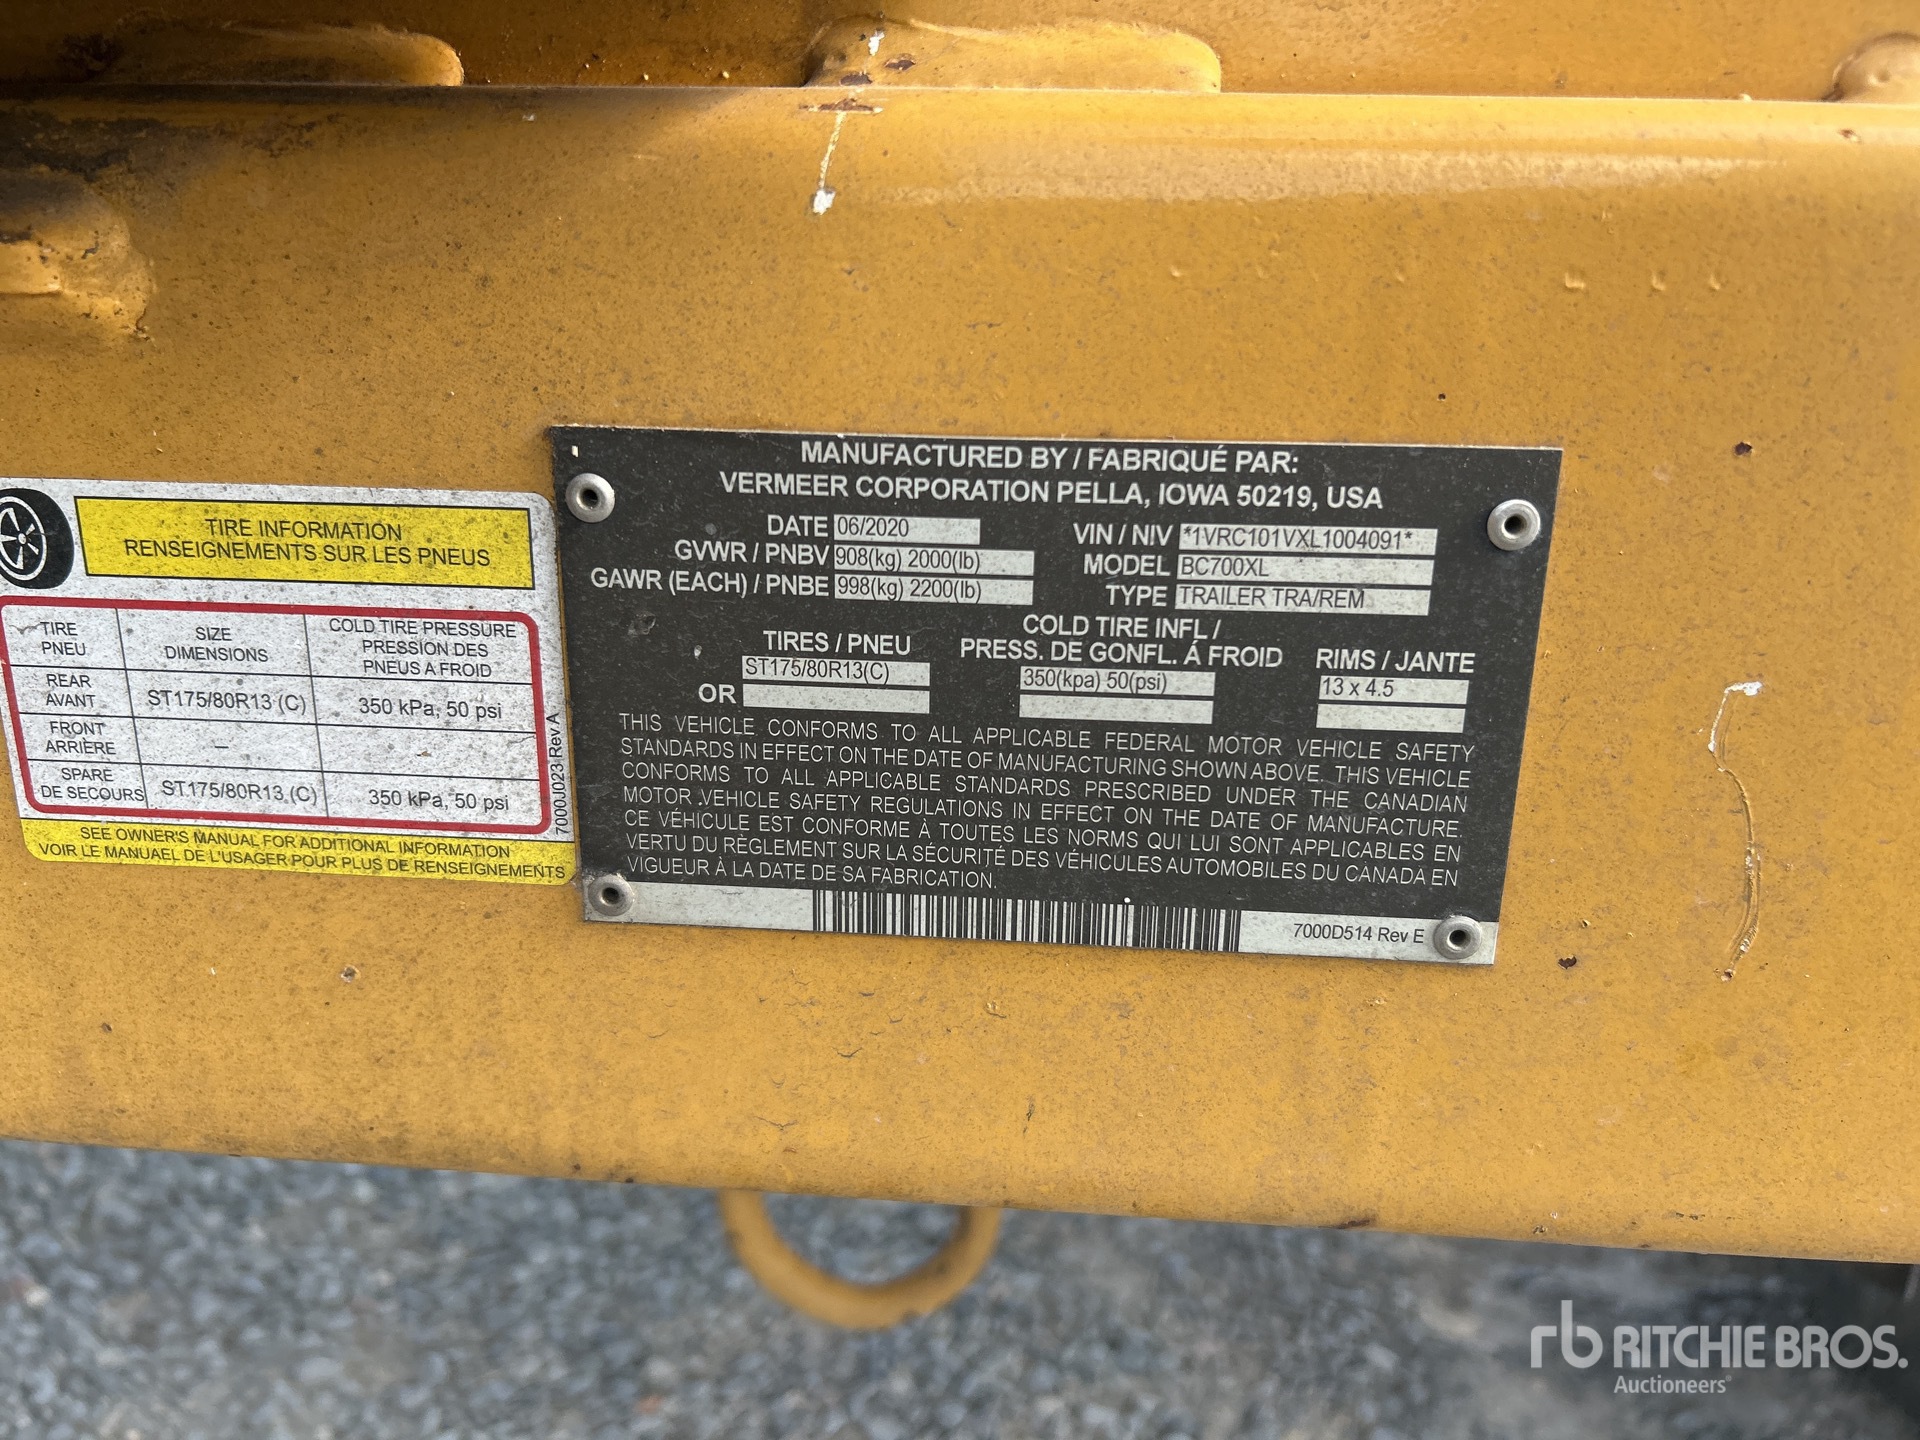 TIRE INFORMATION
RENSEIGNEMENTS SUR LES PNEUS
TIRE
PNEU
SIZE
DIMENSIONS
COLD TIRE PRESSURE
PRESSION DES
PNEUS A FROID
REAR
AVANT
ST175/80R13 (C)
350 kPa, 50 psi
FRONT
ARRIÈRE
–
-
SPARE
DE SECOURS
ST175/80R13 (C)
350 kPa, 50 psi
7000J023 Rev.A
SEE OWNER'S MANUAL FOR ADDITIONAL INFORMATION
VOIR LE MANUAEL DE L'USAGER POUR PLUS DE RENSEIGNEMENTS
MANUFACTURED BY / FABRIQUÉ PAR:
VERMEER CORPORATION PELLA, IOWA 50219, USA
DATE 06/2020
VIN / NIV *1VRC101VXL1004091*
GVWR / PNBV 908(kg) 2000(lb)
MODEL BC700XL
GAWR (EACH) / PNBE 998(kg) 2200(lb)
TYPE TRAILER TRA/REM
TIRES / PNEU
COLD TIRE INFL /
PRESS. DE GONFL. Á FROID
RIMS / JANTE
ST175/80R13(C)
350(kpa) 50(psi)
13 x 4.5
OR
THIS VEHICLE CONFORMS TO ALL APPLICABLE FEDERAL MOTOR VEHICLE SAFETY
STANDARDS IN EFFECT ON THE DATE OF MANUFACTURING SHOWN ABOVE. THIS VEHICLE
CONFORMS TO ALL APPLICABLE STANDARDS PRESCRIBED UNDER THE CANADIAN
MOTOR VEHICLE SAFETY REGULATIONS IN EFFECT ON THE DATE OF MANUFACTURE.
CE VÉHICULE EST CONFORME À TOUTES LES NORMS QUI LUI SONT APPLICABLES EN
VERTU DU RÈGLEMENT SUR LA SÉCURITÉ DES VÉHICULES AUTOMOBILES DU CANADA EN
VIGUEUR À LA DATE DE SA FABRICATION.
7000D514 Rev E
rb RITCHIE BROS.
Auctioneers